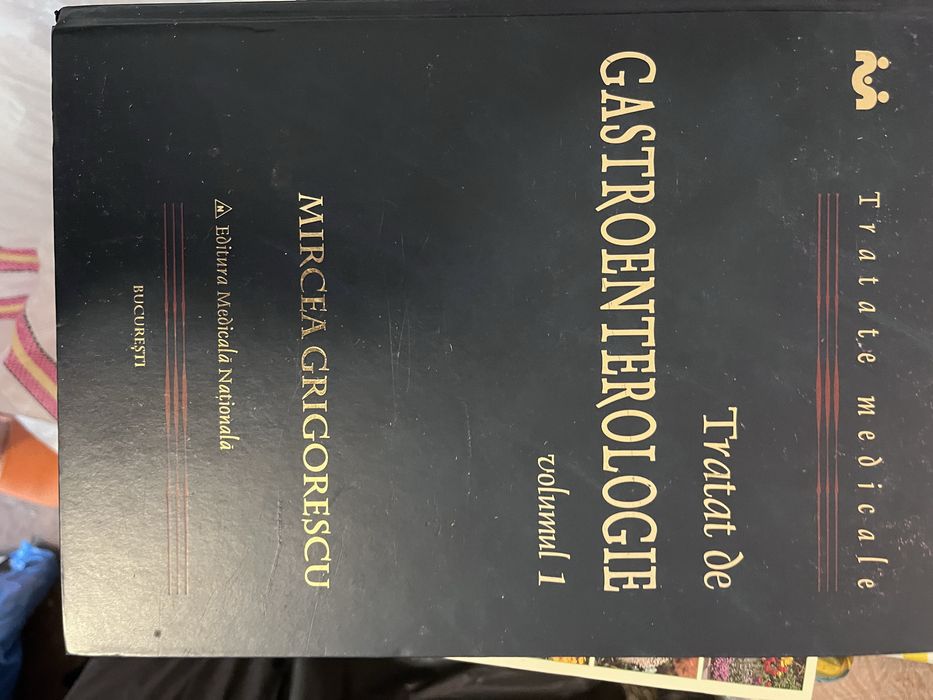 Tratate medicale
Tratat de
GASTROENTEROLOGIE
volumul 1
MIRCEA GRIGORESCU
N Editura Medicală Națională
BUCUREȘTI